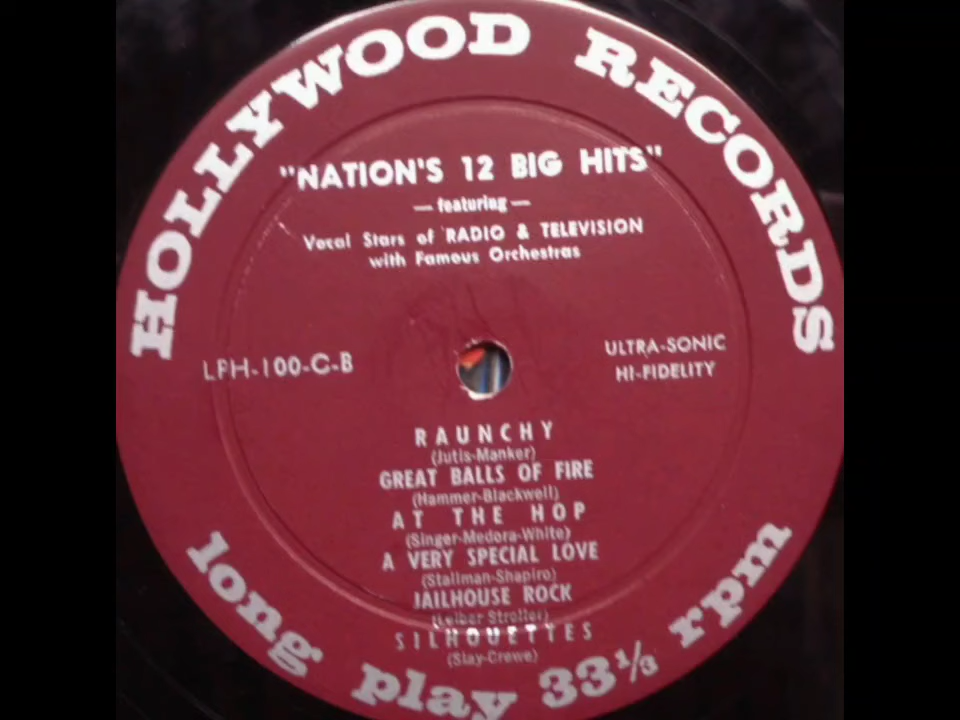 HOLLYWOOD RECORDS
"NATION'S 12 BIG HITS"
— featuring —
Vocal Stars of RADIO & TELEVISION
with Famous Orchestras
LPH-100-C-B
ULTRA-SONIC
HI-FIDELITY
RAUNCHY
(Jutis-Manker)
GREAT BALLS OF FIRE
(Hammer-Blackwell)
AT THE HOP
(Singer-Medora-White)
A VERY SPECIAL LOVE
(Stallman-Shapiro)
JAILHOUSE ROCK
(Leiber Stroller)
SILHOUETTES
(Slay-Crewe)
long play 33⅓ rpm